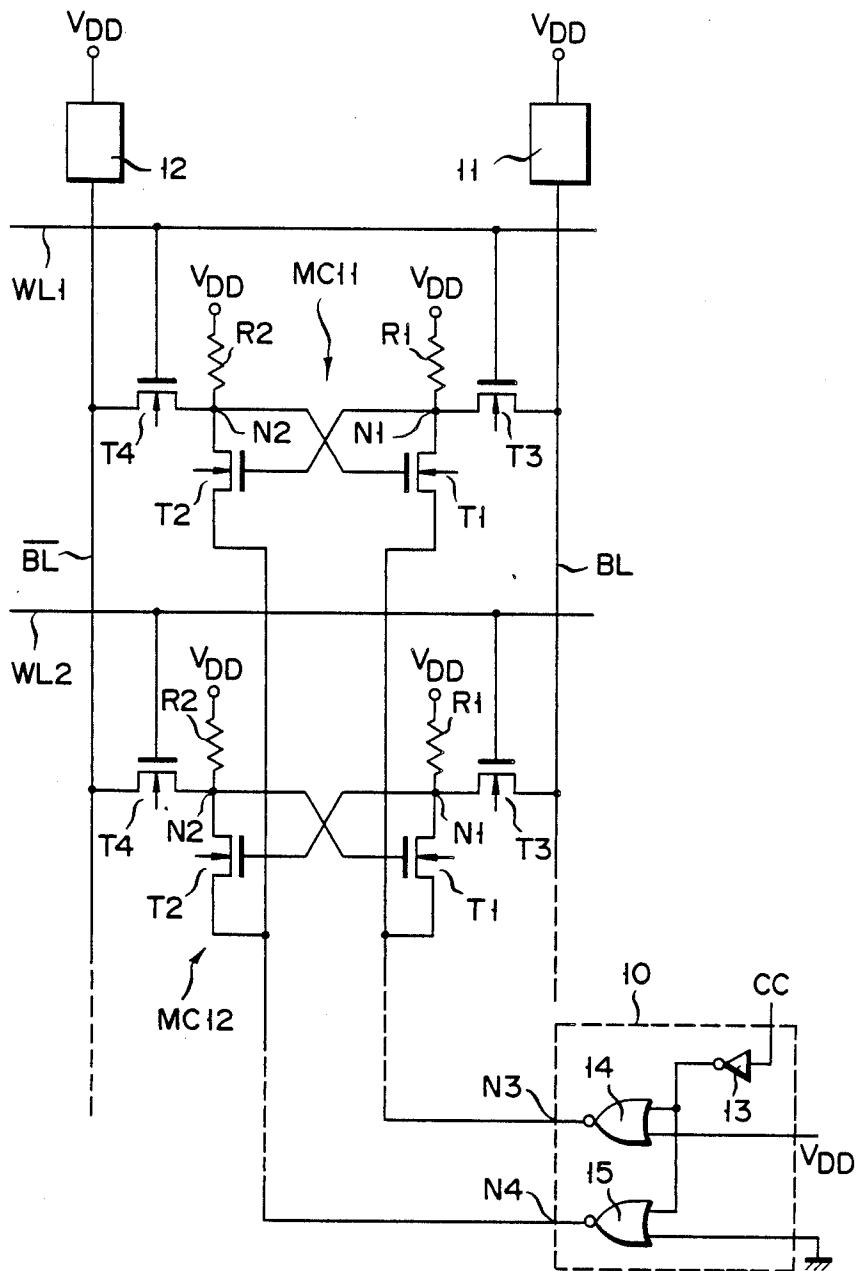 VDD VDD
12 11
WL1
MC11
VDD VDD
R2 R1
N2 N1
T4 T3
T2 T1
B̅L̅ BL
WL2
VDD VDD
R2 R1
T4 N2 N1 T3
T2 T1
MC12
10 CC
13
N3 14
VDD
N4 15